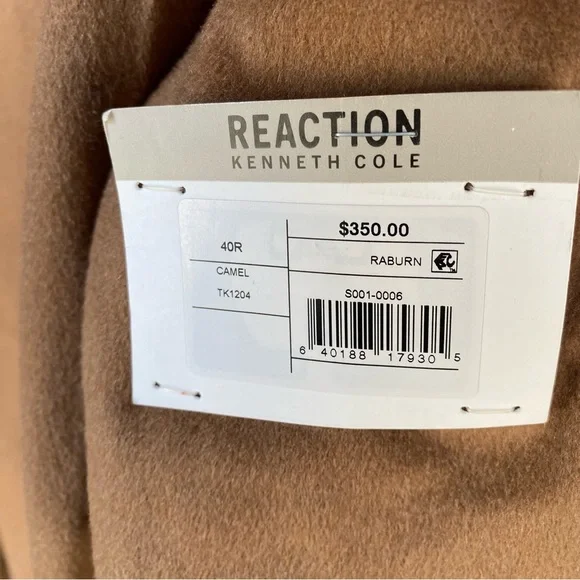 REACTION
KENNETH COLE
$350.00
40R
RABURN
CAMEL
TK1204
S001-0006
6 40188 17930 5